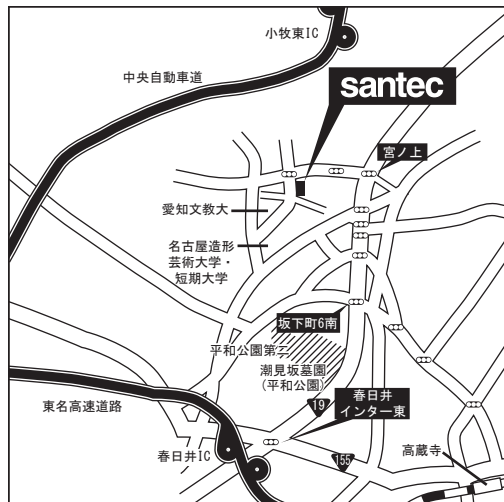 小牧東IC
中央自動車道
santec
宮ノ上
愛知文教大
名古屋造形
芸術大学・
短期大学
坂下町6南
平和公園第二
潮見坂墓園
(平和公園)
19
春日井
インター東
東名高速道路
春日井IC
155
高蔵寺